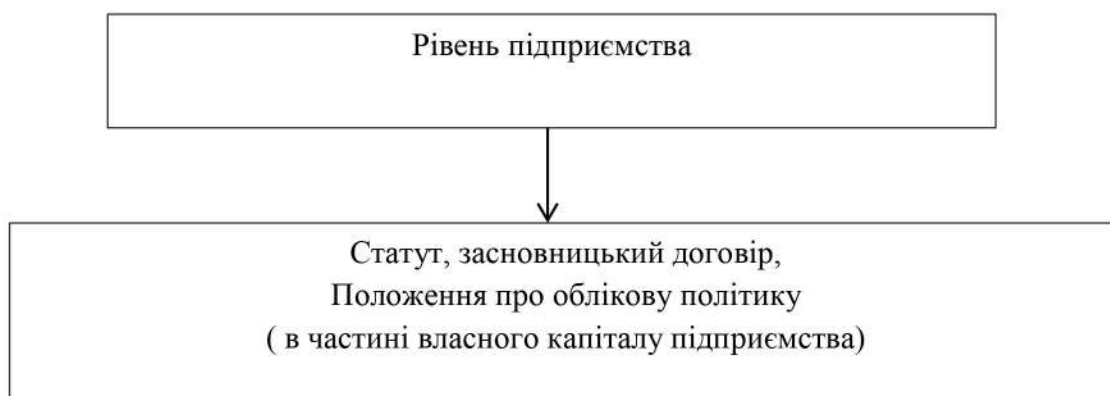 Рівень підприємства
Статут, засновницький договір,
Положення про облікову політику
( в частині власного капіталу підприємства)